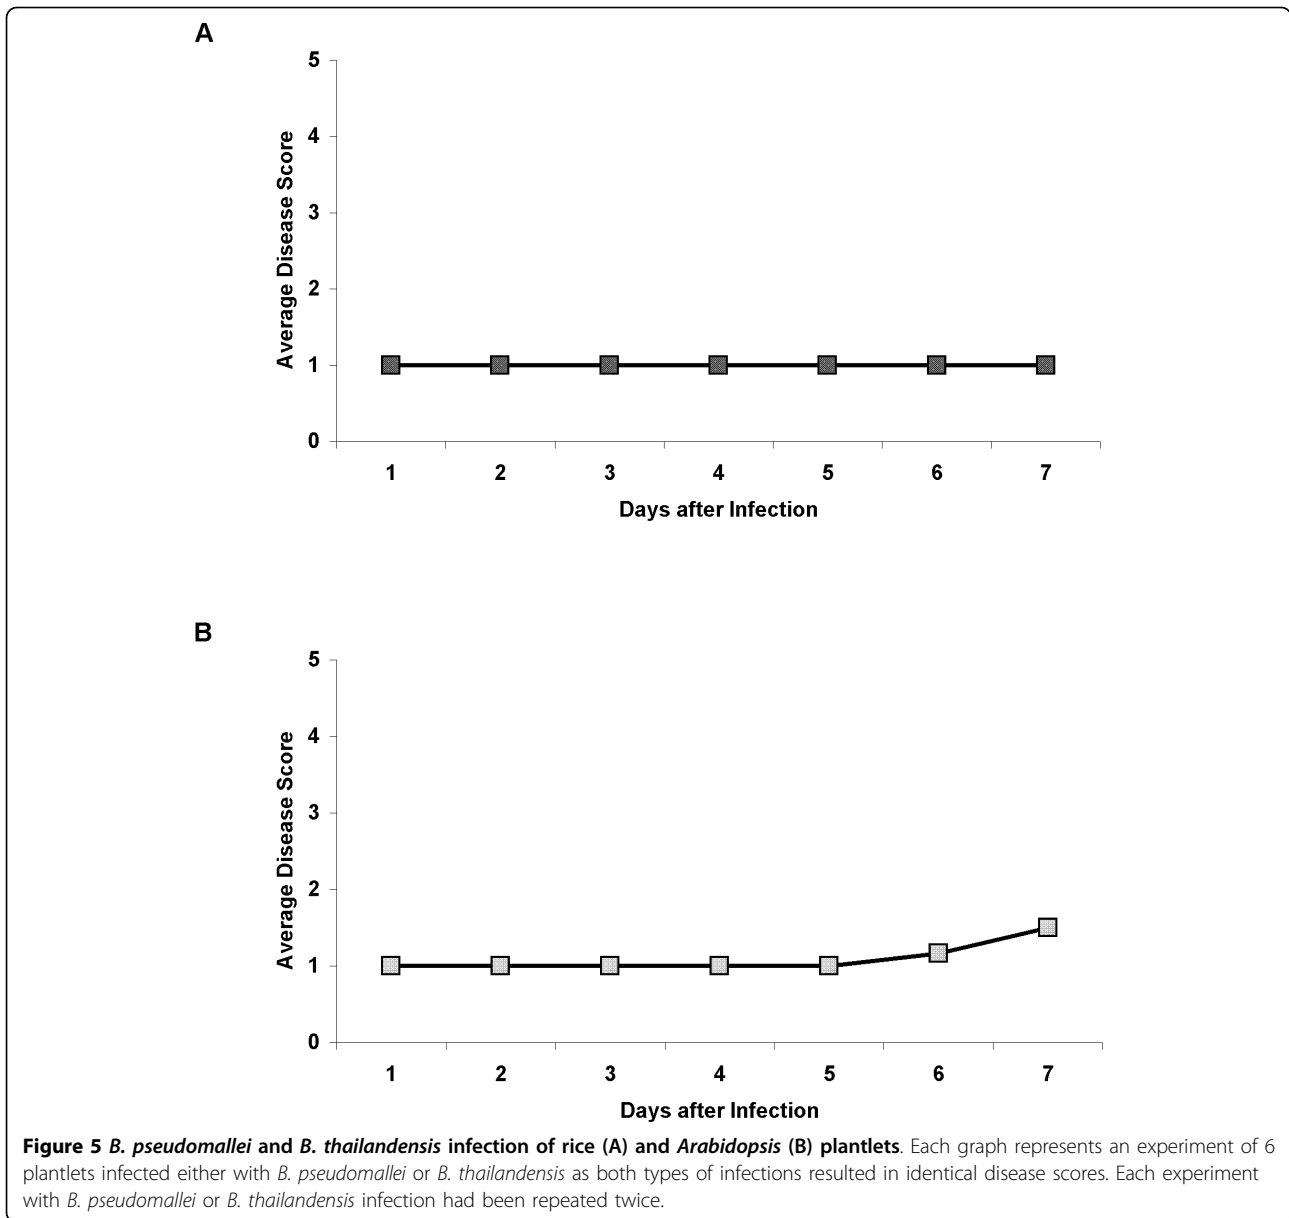 A
5
4
3
2
1
0
Average Disease Score
1 2 3 4 5 6 7
Days after Infection
B
5
4
3
2
1
0
Average Disease Score
1 2 3 4 5 6 7
Days after Infection
Figure 5 B. pseudomallei and B. thailandensis infection of rice (A) and Arabidopsis (B) plantlets. Each graph represents an experiment of 6
plantlets infected either with B. pseudomallei or B. thailandensis as both types of infections resulted in identical disease scores. Each experiment
with B. pseudomallei or B. thailandensis infection had been repeated twice.